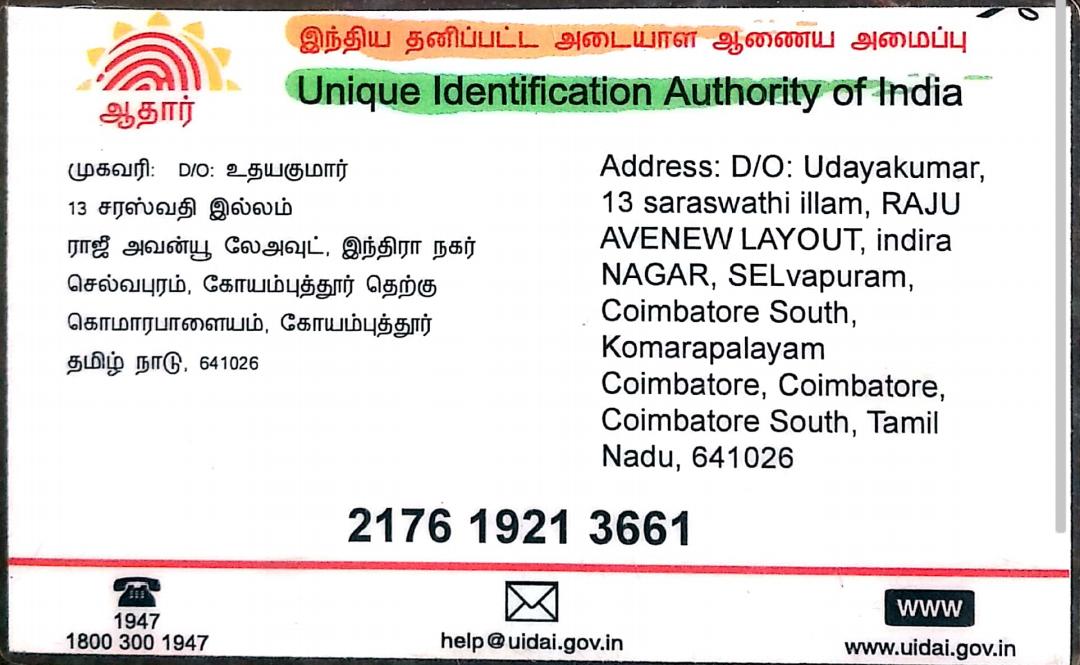 இந்திய தனிப்பட்ட அடையாள ஆணைய அமைப்பு
Unique Identification Authority of India
ஆதார்
முகவரி: D/O: உதயகுமார்
13 சரஸ்வதி இல்லம்
ராஜீ அவன்யூ லேஅவுட், இந்திரா நகர்
செல்வபுரம், கோயம்புத்தூர் தெற்கு
கொமாரபாளையம், கோயம்புத்தூர்
தமிழ் நாடு, 641026
Address: D/O: Udayakumar,
13 saraswathi illam, RAJU
AVENEW LAYOUT, indira
NAGAR, SELvapuram,
Coimbatore South,
Komarapalayam
Coimbatore, Coimbatore,
Coimbatore South, Tamil
Nadu, 641026
2176 1921 3661
1947
1800 300 1947
help@uidai.gov.in
www
www.uidai.gov.in